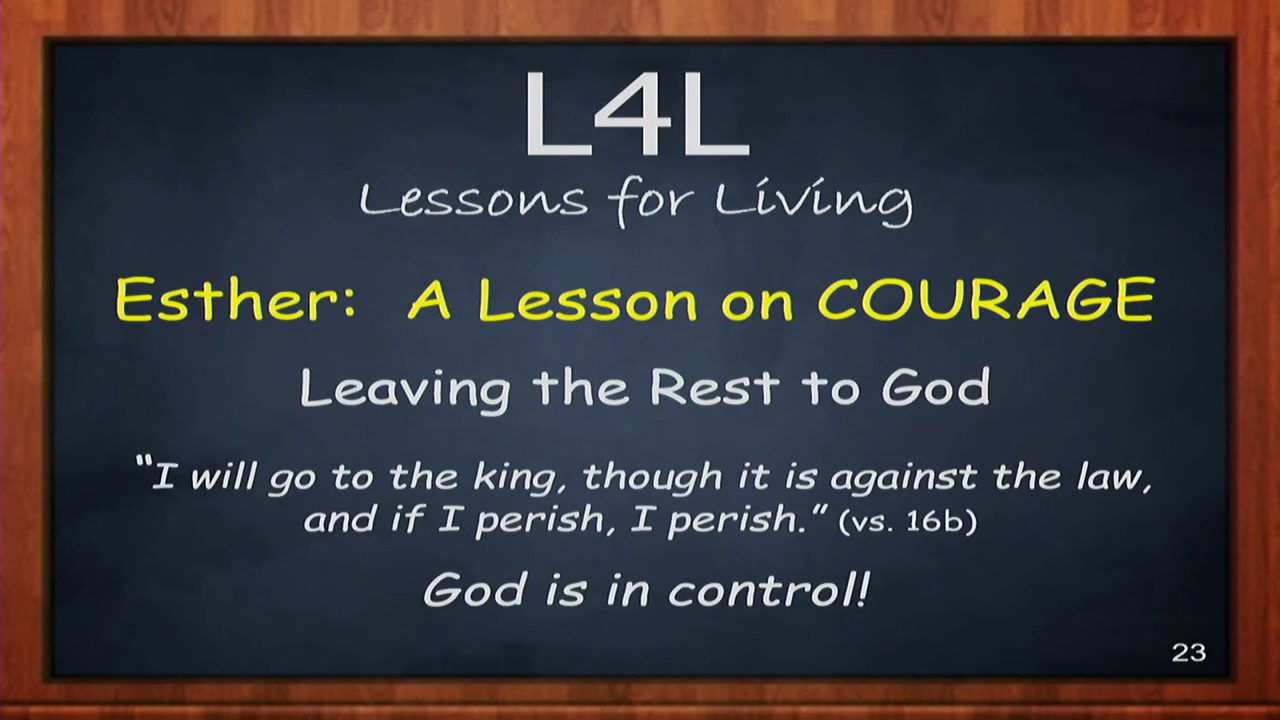 L4L
Lessons for Living
Esther: A Lesson on COURAGE
Leaving the Rest to God
"I will go to the king, though it is against the law,
and if I perish, I perish." (vs. 16b)
God is in control!
23